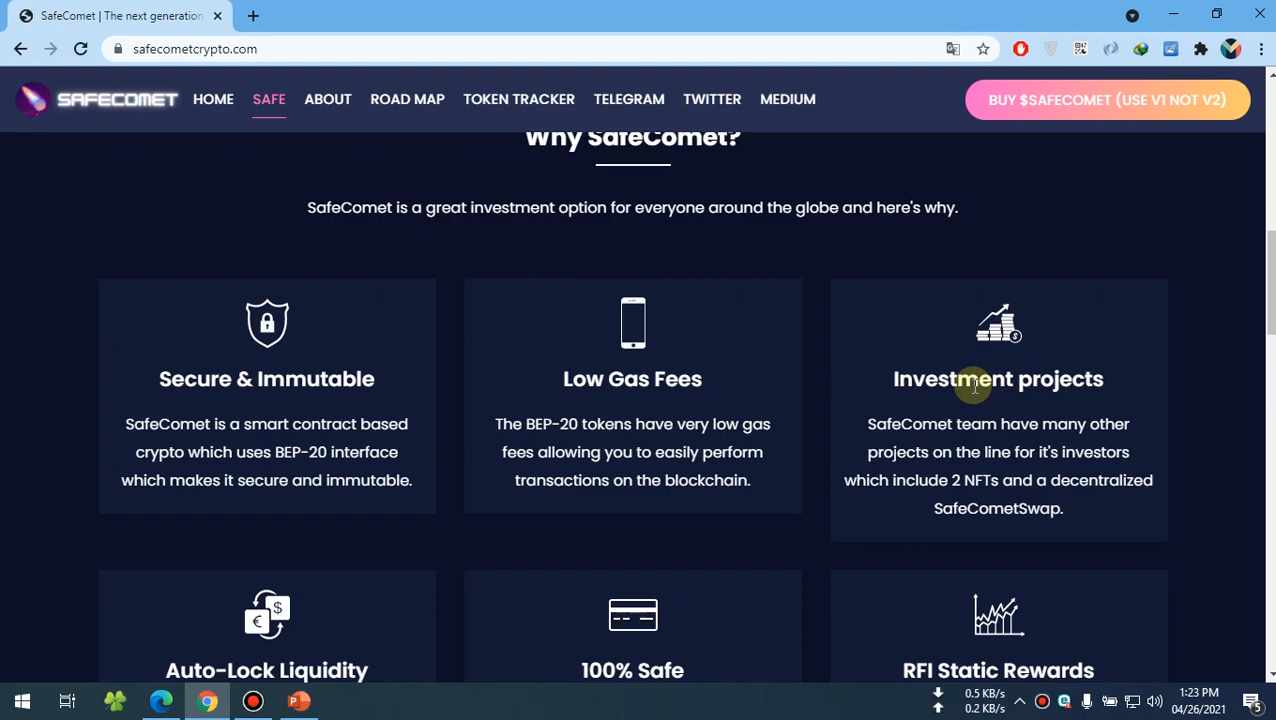 SafeComet | The next generation
safecometcrypto.com
SAFECOMET HOME SAFE ABOUT ROAD MAP TOKEN TRACKER TELEGRAM TWITTER MEDIUM BUY $SAFECOMET (USE V1 NOT V2)
Why SafeComet?
SafeComet is a great investment option for everyone around the globe and here's why.
Secure & Immutable
SafeComet is a smart contract based
crypto which uses BEP-20 interface
which makes it secure and immutable.
Low Gas Fees
The BEP-20 tokens have very low gas
fees allowing you to easily perform
transactions on the blockchain.
Investment projects
SafeComet team have many other
projects on the line for it's investors
which include 2 NFTs and a decentralized
SafeCometSwap.
Auto-Lock Liquidity
100% Safe
RFI Static Rewards
0.5 KB/s
0.2 KB/s
1:23 PM
04/26/2021
5